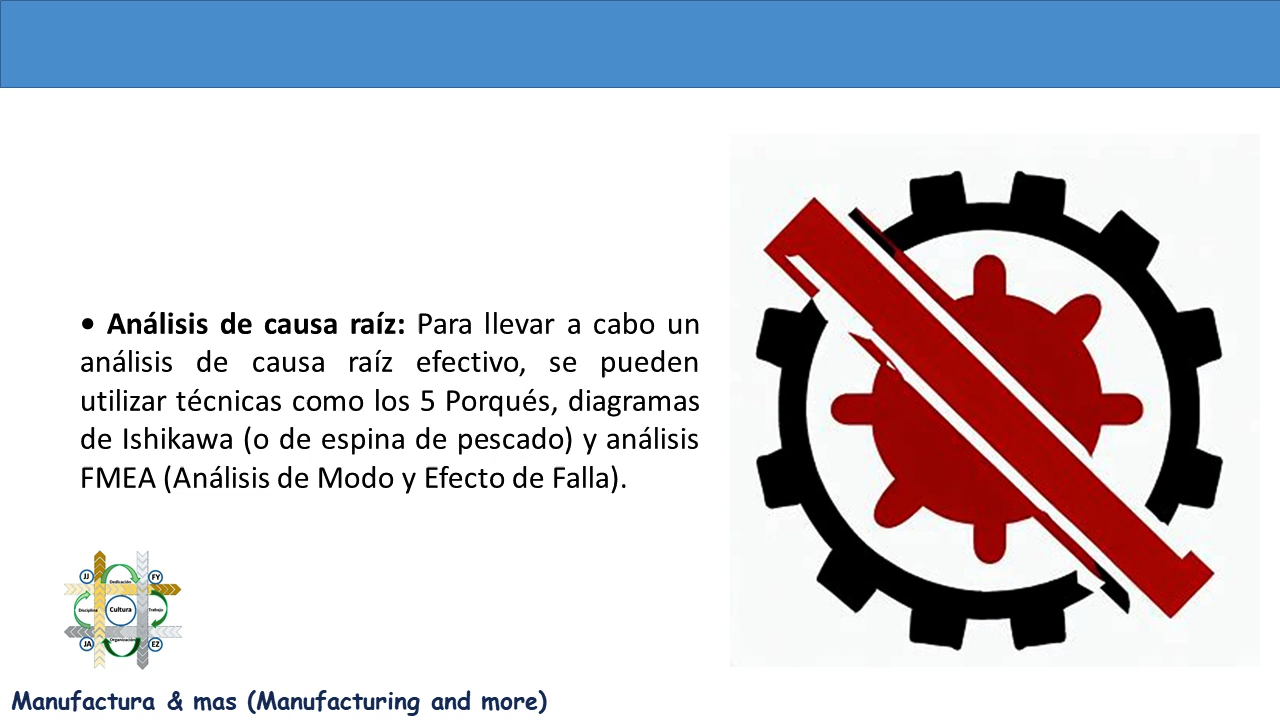 • Análisis de causa raíz: Para llevar a cabo un
análisis de causa raíz efectivo, se pueden
utilizar técnicas como los 5 Porqués, diagramas
de Ishikawa (o de espina de pescado) y análisis
FMEA (Análisis de Modo y Efecto de Falla).
JJ
FY
Dedicación
Disciplina
Cultura
Trabajo
Organización
JA
EZ
Manufactura & mas (Manufacturing and more)